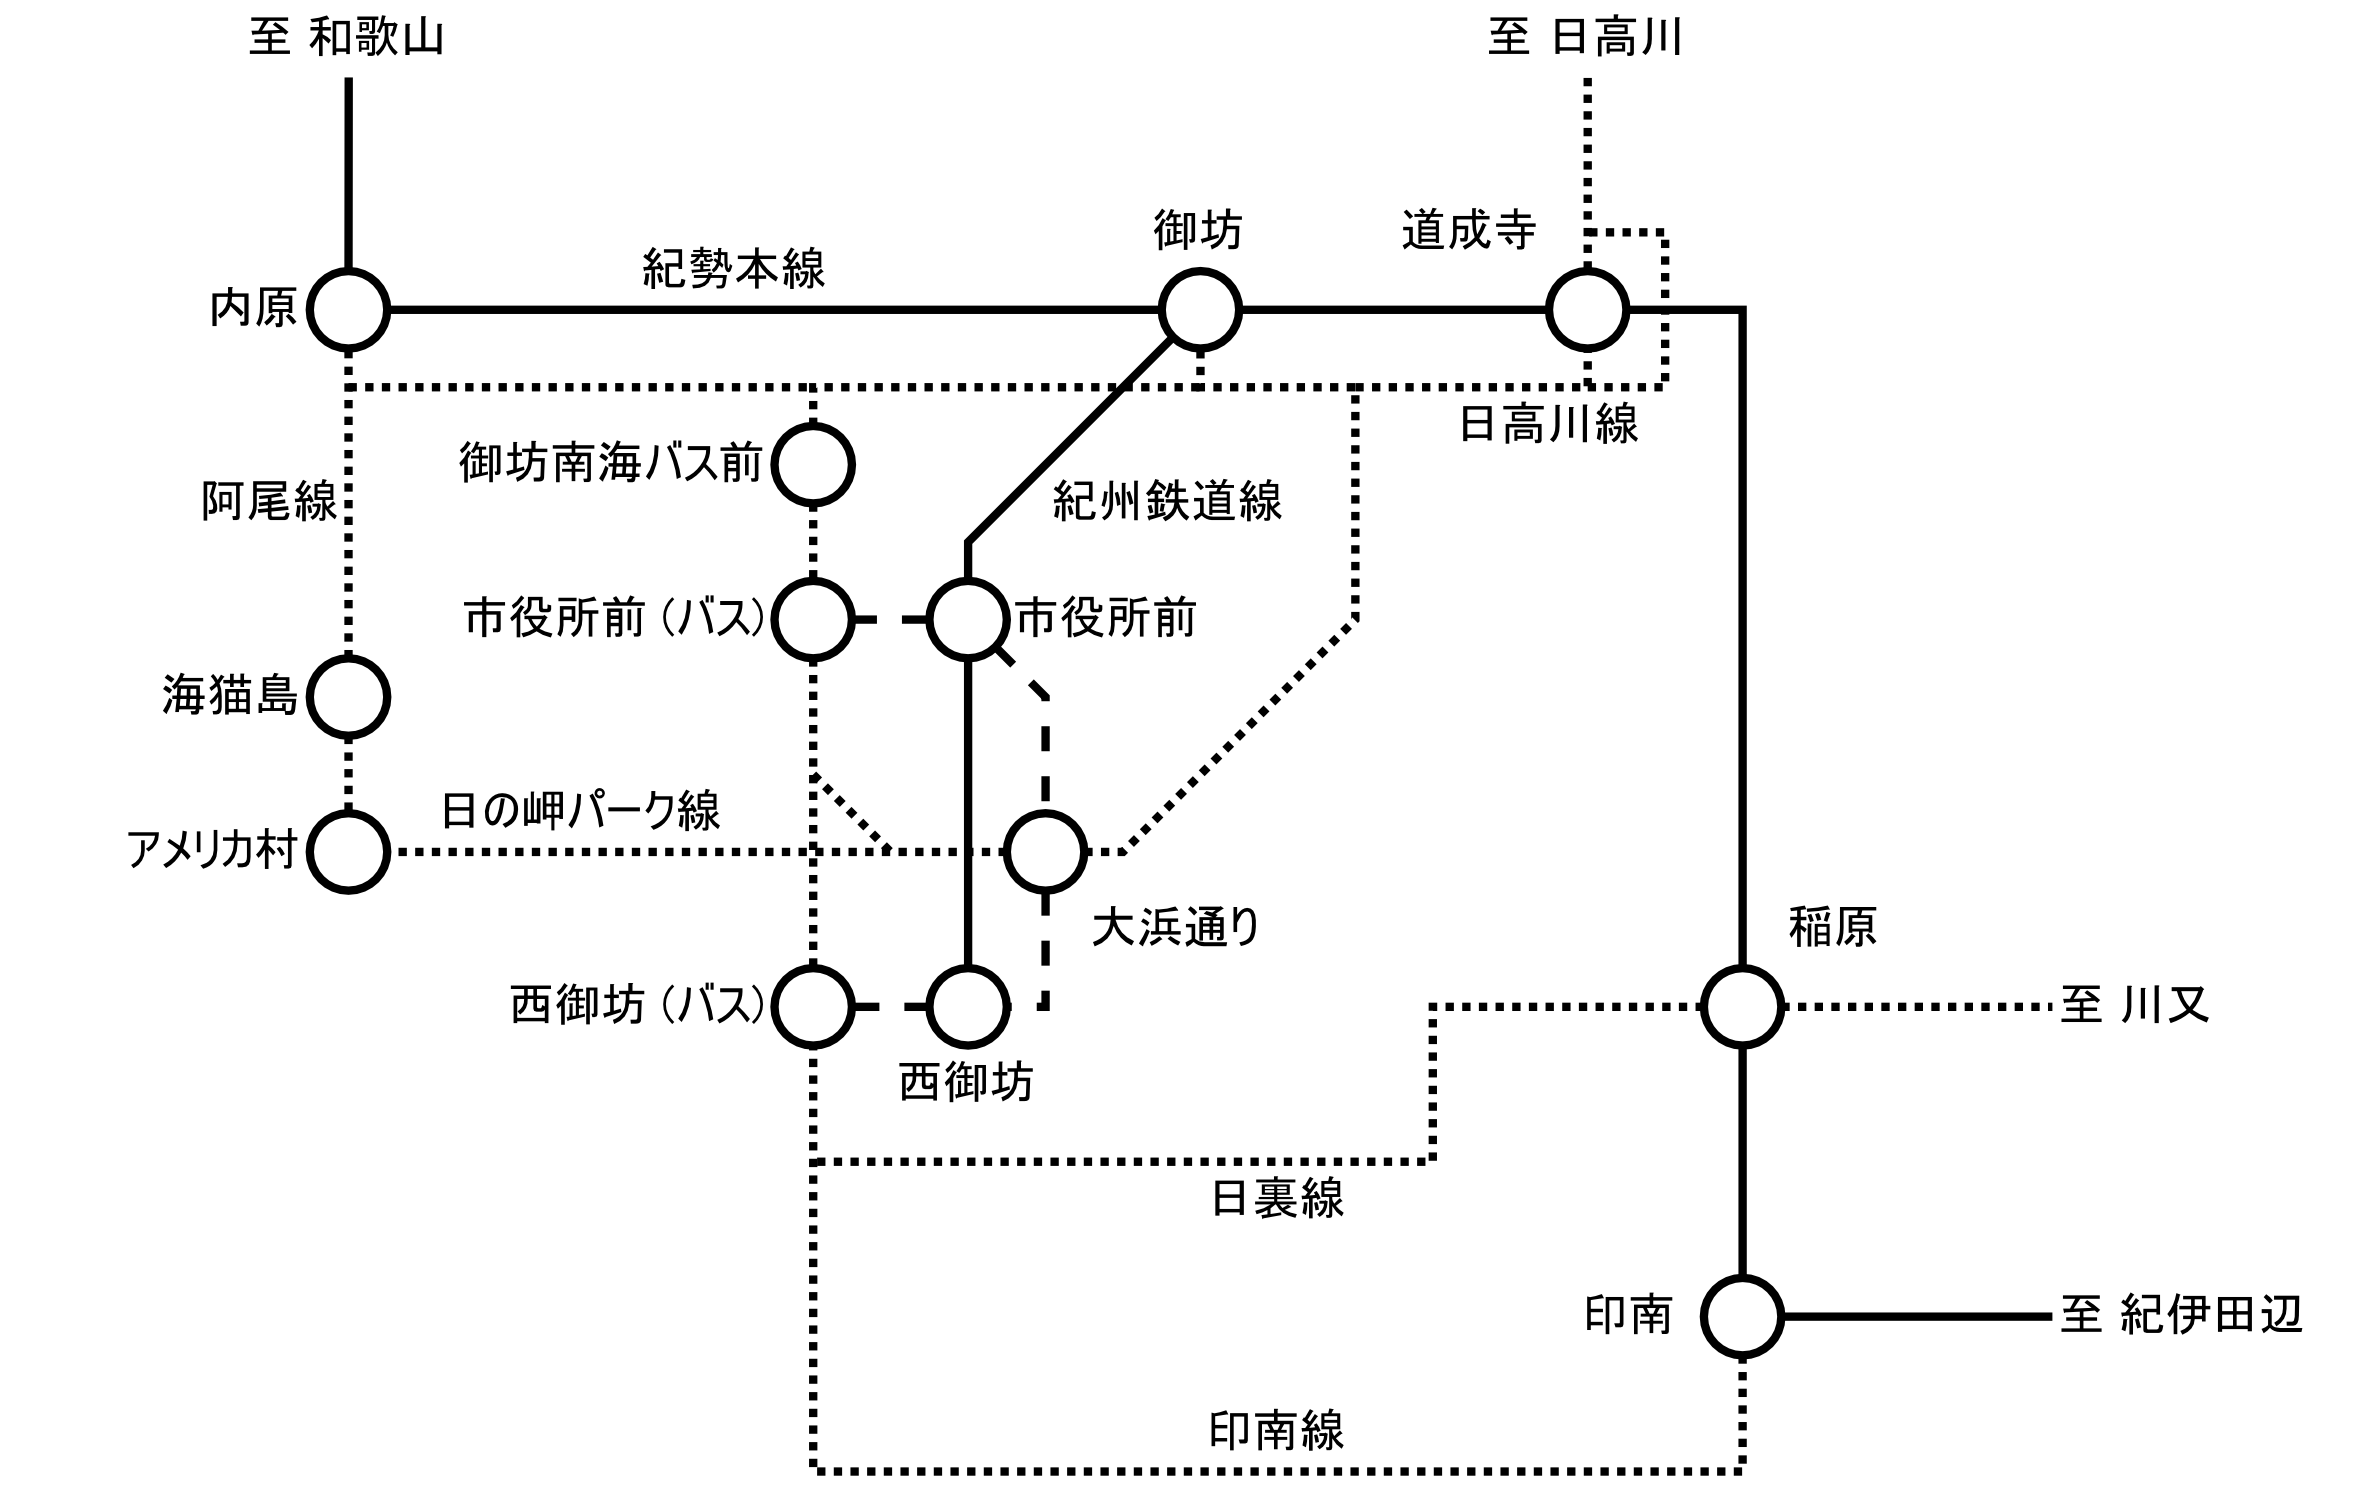 至 和歌山
至 日高川
御坊
道成寺
紀勢本線
内原
日高川線
御坊南海バス前
阿尾線
紀州鉄道線
市役所前（バス）
市役所前
海猫島
日の岬パーク線
アメリカ村
大浜通り
稲原
西御坊（バス）
至 川又
西御坊
日裏線
印南
至 紀伊田辺
印南線